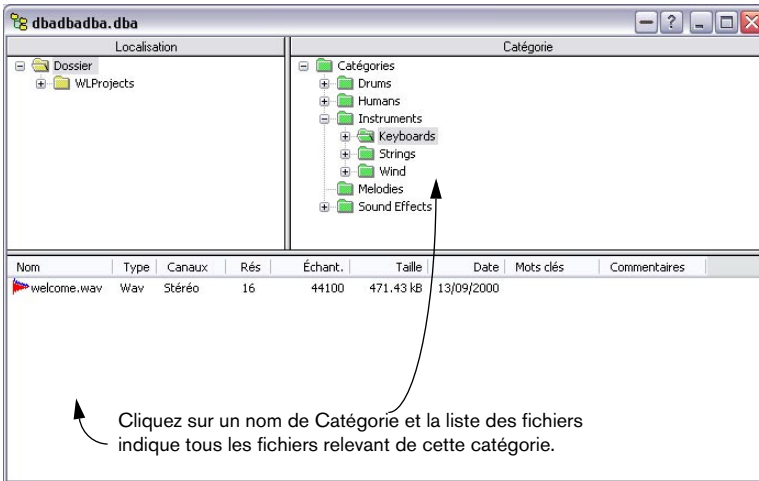 dbadbadba.dba
Localisation
Catégorie
Dossier
WLProjects
Catégories
Drums
Humans
Instruments
Keyboards
Strings
Wind
Melodies
Sound Effects
Nom Type Canaux Rés Échant. Taille Date Mots clés Commentaires
welcome.wav Wav Stéréo 16 44100 471.43 kB 13/09/2000
Cliquez sur un nom de Catégorie et la liste des fichiers
indique tous les fichiers relevant de cette catégorie.